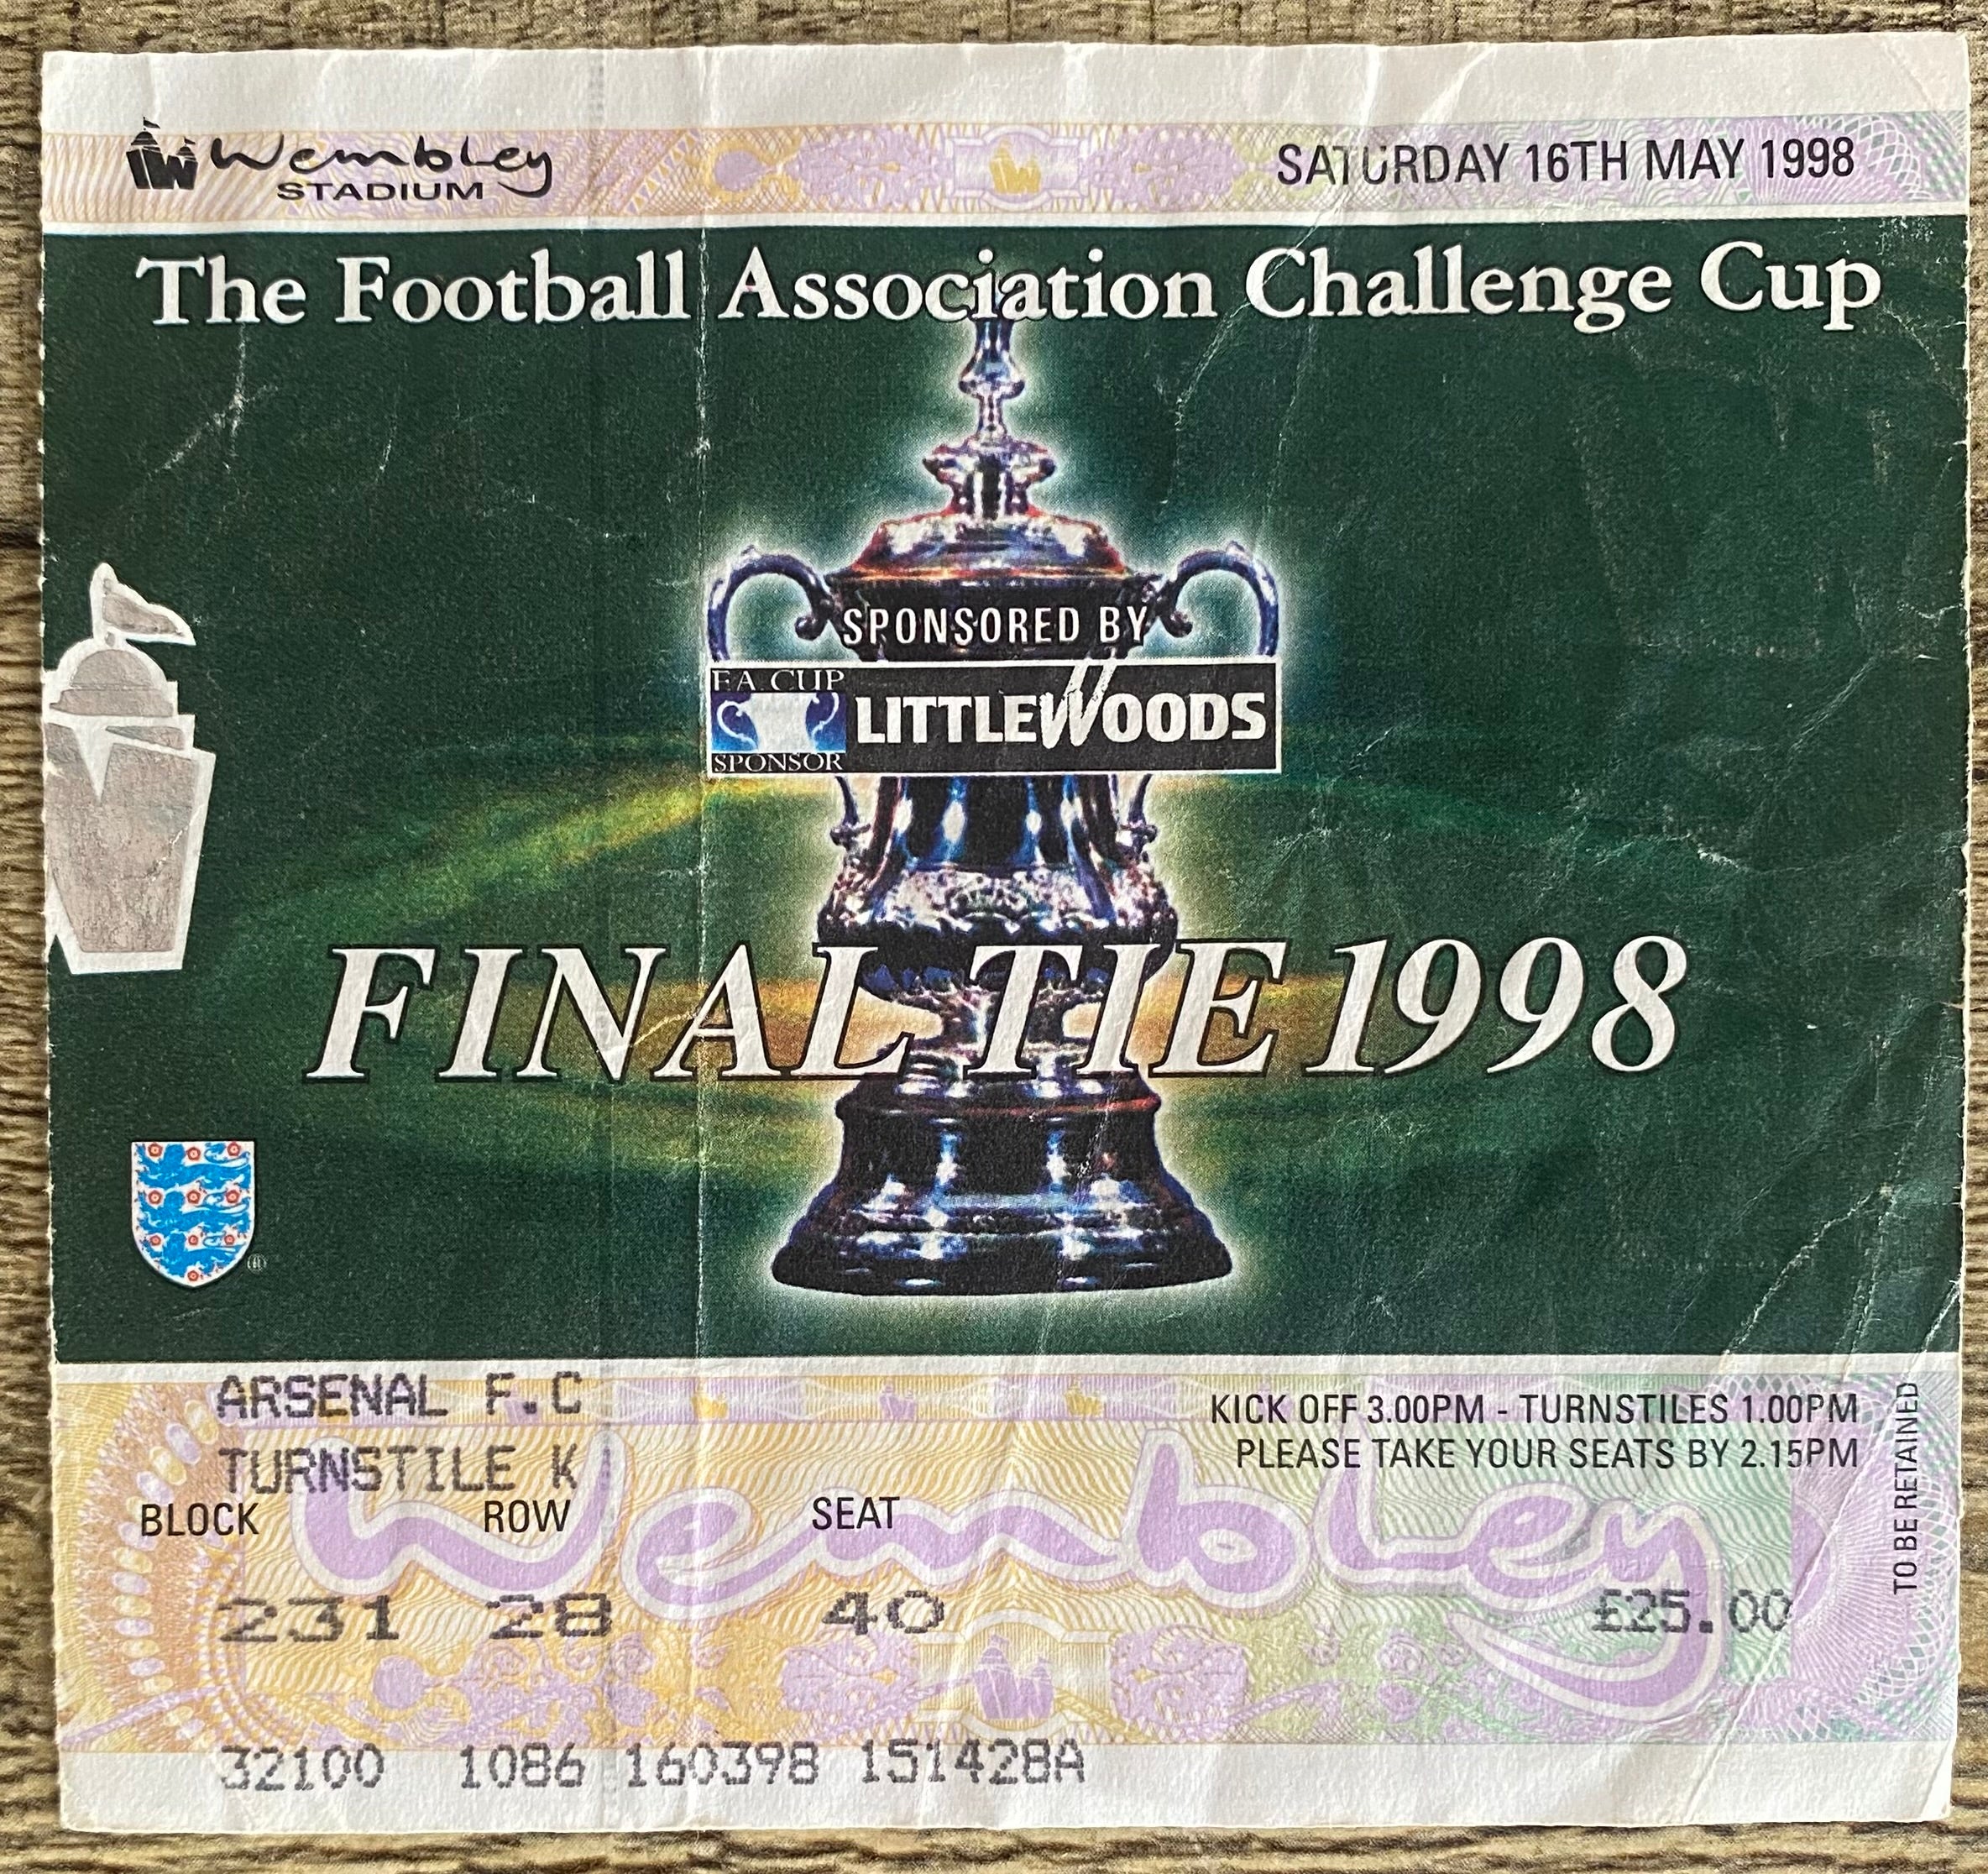 Wembley
STADIUM
SATURDAY 16TH MAY 1998
The Football Association Challenge Cup
SPONSORED BY
F.A. CUP
SPONSOR
LITTLEWOODS
FINAL TIE 1998
ARSENAL F.C
TURNSTILE K
KICK OFF 3.00PM - TURNSTILES 1.00PM
PLEASE TAKE YOUR SEATS BY 2.15PM
BLOCK ROW SEAT
Wembley
231 28 40 £25.00
32100 1086 160398 151428A
TO BE RETAINED